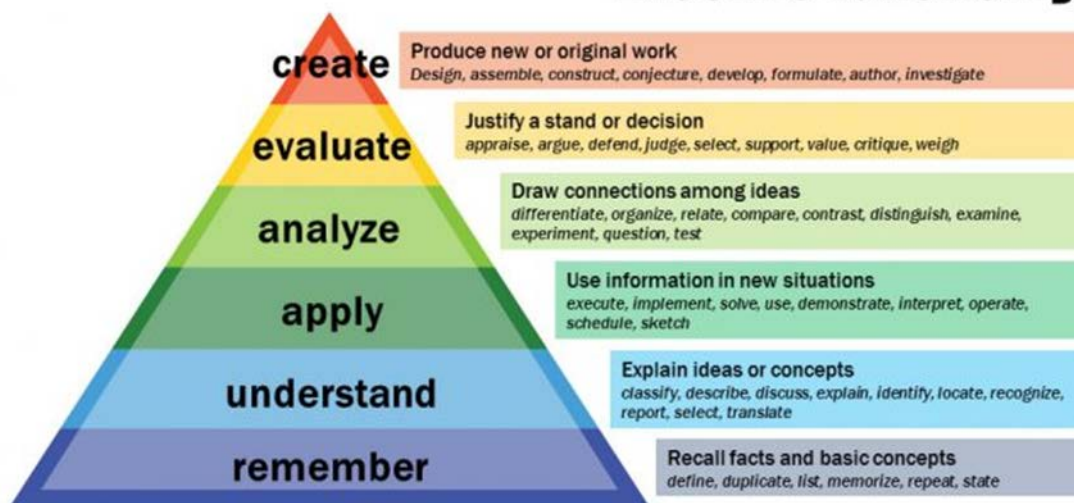 create
Produce new or original work
Design, assemble, construct, conjecture, develop, formulate, author, investigate
evaluate
Justify a stand or decision
appraise, argue, defend, judge, select, support, value, critique, weigh
analyze
Draw connections among ideas
differentiate, organize, relate, compare, contrast, distinguish, examine,
experiment, question, test
apply
Use information in new situations
execute, implement, solve, use, demonstrate, interpret, operate,
schedule, sketch
understand
Explain ideas or concepts
classify, describe, discuss, explain, identify, locate, recognize,
report, select, translate
remember
Recall facts and basic concepts
define, duplicate, list, memorize, repeat, state